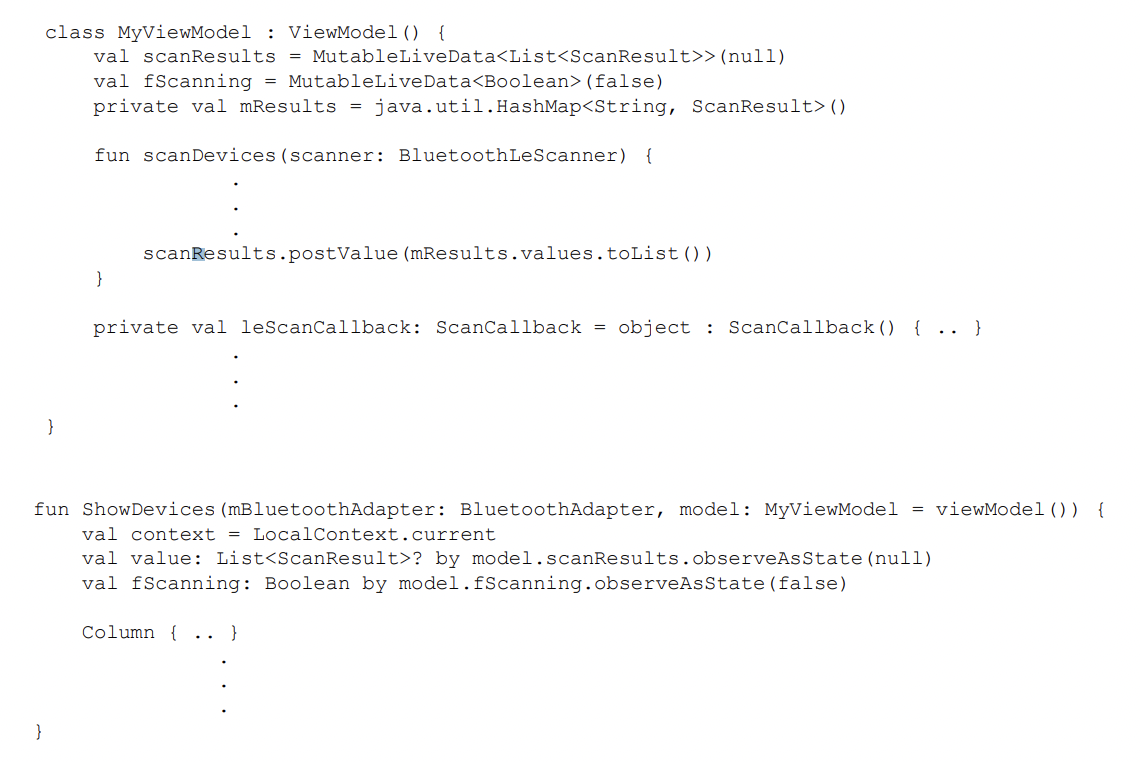 class MyViewModel : ViewModel() {
val scanResults = MutableLiveData<List<ScanResult>>(null)
val fScanning = MutableLiveData<Boolean>(false)
private val mResults = java.util.HashMap<String, ScanResult>()
fun scanDevices(scanner: BluetoothLeScanner) {
.
.
.
scanResults.postValue(mResults.values.toList())
}
private val leScanCallback: ScanCallback = object : ScanCallback() { .. }
.
.
.
}
fun ShowDevices(mBluetoothAdapter: BluetoothAdapter, model: MyViewModel = viewModel()) {
val context = LocalContext.current
val value: List<ScanResult>? by model.scanResults.observeAsState(null)
val fScanning: Boolean by model.fScanning.observeAsState(false)
Column { .. }
.
.
.
}